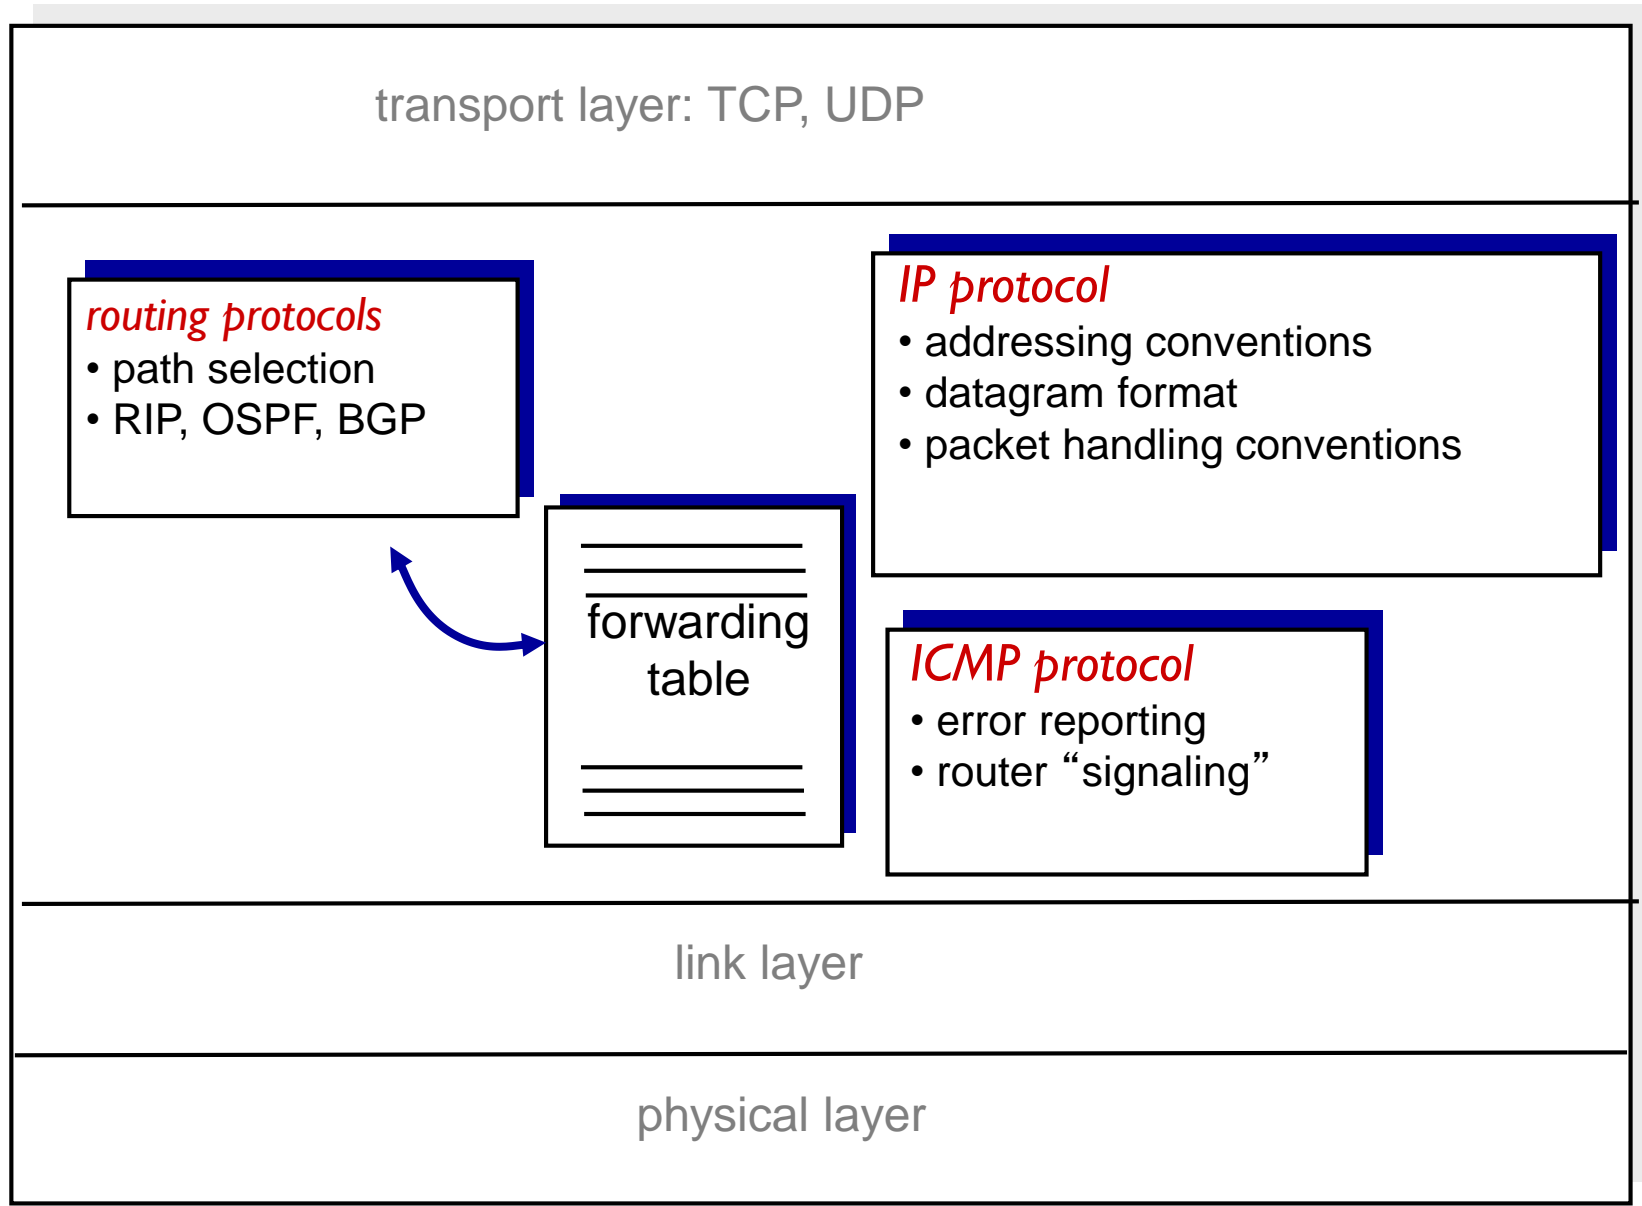 transport layer: TCP, UDP
routing protocols
• path selection
• RIP, OSPF, BGP
IP protocol
• addressing conventions
• datagram format
• packet handling conventions
forwarding
table
ICMP protocol
• error reporting
• router “signaling”
link layer
physical layer